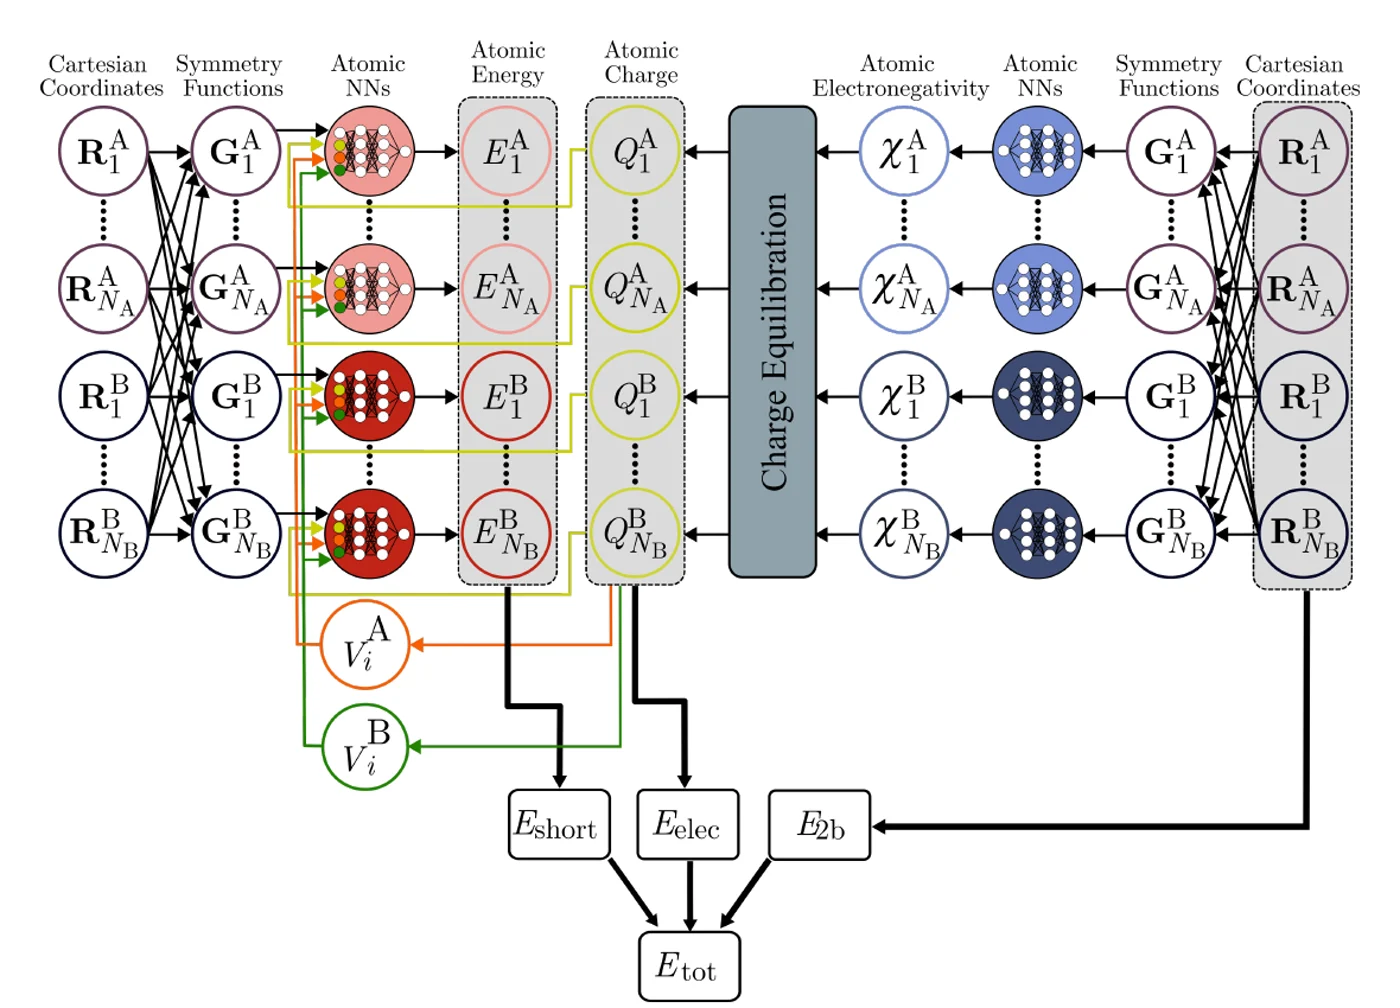 Cartesian Coordinates
Symmetry Functions
Atomic NNs
Atomic Energy
Atomic Charge
Atomic Electronegativity
Atomic NNs
Symmetry Functions
Cartesian Coordinates
R_1^A G_1^A E_1^A Q_1^A χ_1^A G_1^A R_1^A
R_{N_A}^A G_{N_A}^A E_{N_A}^A Q_{N_A}^A χ_{N_A}^A G_{N_A}^A R_{N_A}^A
Charge Equilibration
R_1^B G_1^B E_1^B Q_1^B χ_1^B G_1^B R_1^B
R_{N_B}^B G_{N_B}^B E_{N_B}^B Q_{N_B}^B χ_{N_B}^B G_{N_B}^B R_{N_B}^B
V_i^A
V_i^B
E_short E_elec E_2b
E_tot